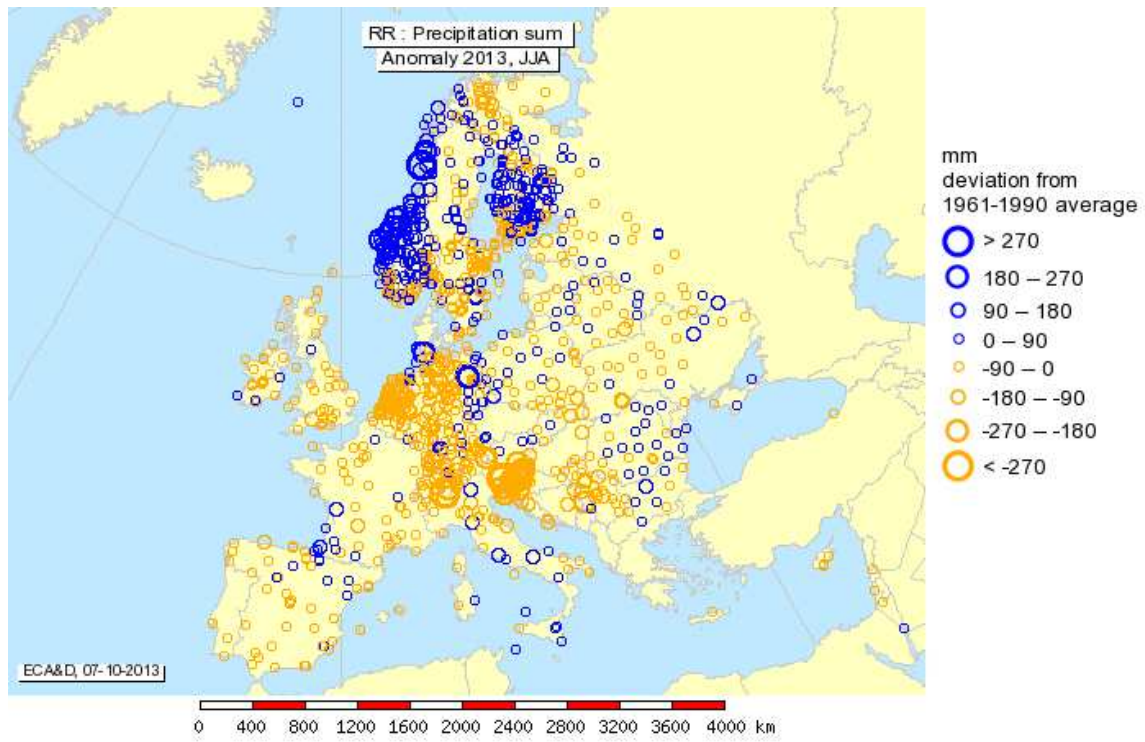 RR : Precipitation sum
Anomaly 2013, JJA
mm
deviation from
1961-1990 average
> 270
180 – 270
90 – 180
0 – 90
-90 – 0
-180 – -90
-270 – -180
< -270
ECA&D, 07-10-2013
0 400 800 1200 1600 2000 2400 2800 3200 3600 4000 km